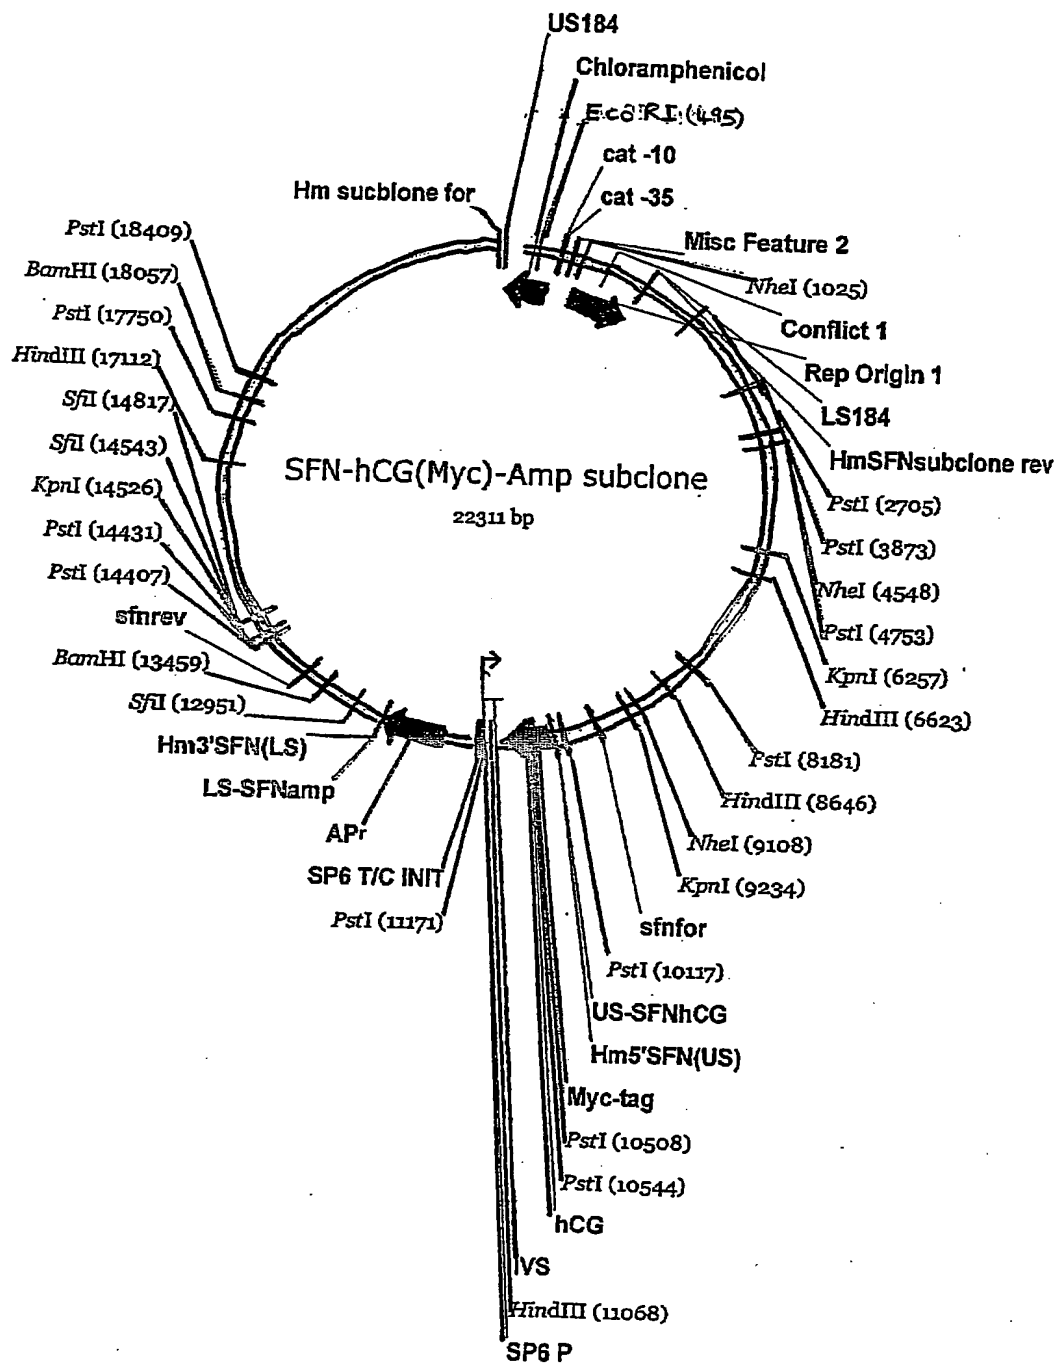 US184
Chloramphenicol
EcoRI (495)
cat -10
cat -35
Hm sucblone for
Misc Feature 2
NheI (1025)
Conflict 1
Rep Origin 1
LS184
HmSFNsubclone rev
PstI (2705)
PstI (3873)
NheI (4548)
PstI (4753)
KpnI (6257)
HindIII (6623)
PstI (8181)
HindIII (8646)
NheI (9108)
KpnI (9234)
sfnfor
PstI (10117)
US-SFNhCG
Hm5'SFN(US)
Myc-tag
PstI (10508)
PstI (10544)
hCG
IVS
HindIII (11068)
SP6 P
PstI (11171)
SP6 T/C INIT
APr
LS-SFNamp
Hm3'SFN(LS)
SfiI (12951)
BamHI (13459)
sfnrev
PstI (14407)
PstI (14431)
KpnI (14526)
SfiI (14543)
SfiI (14817)
HindIII (17112)
PstI (17750)
BamHI (18057)
PstI (18409)
SFN-hCG(Myc)-Amp subclone
22311 bp